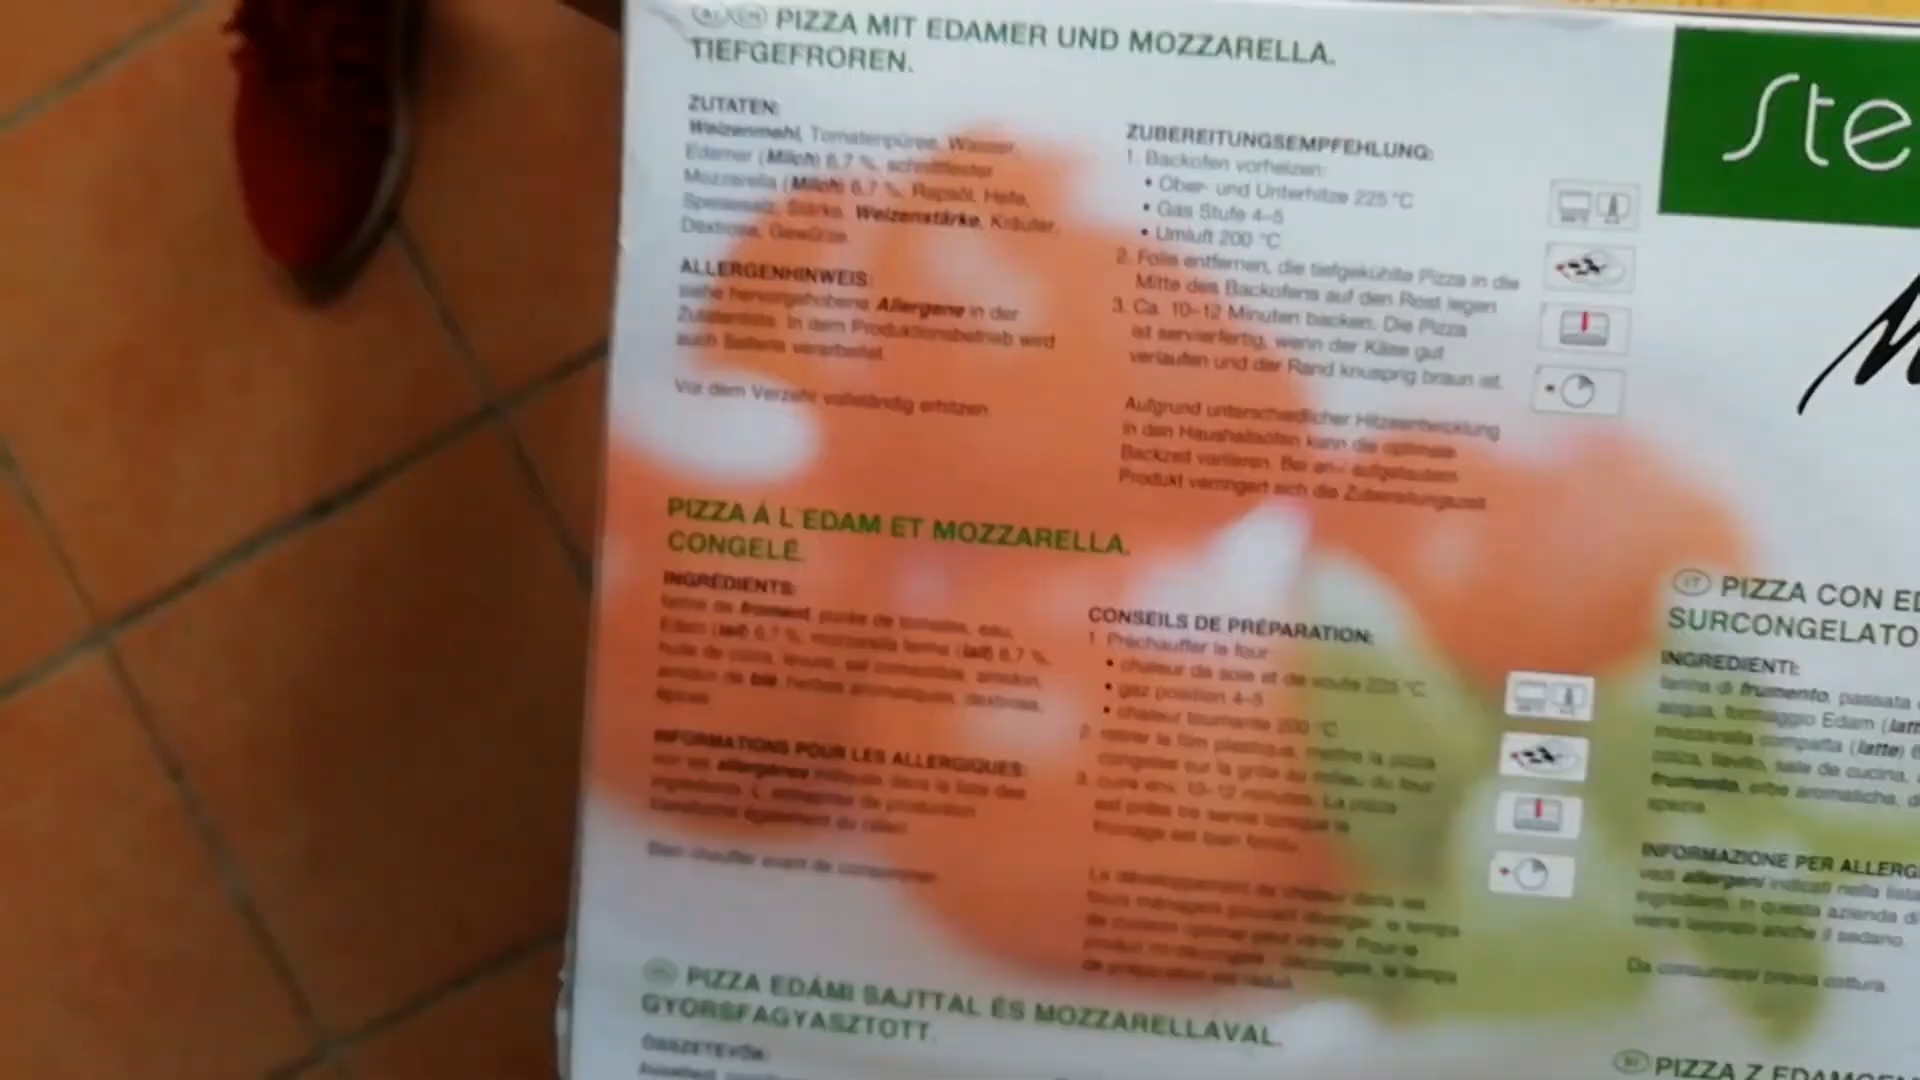 PIZZA MIT EDAMER UND MOZZARELLA.
TIEFGEFROREN.
ZUTATEN:
Weizenmehl, Tomatenpüree, Wasser,
Edamer (Milch) 6,7 %, schnittfester
Mozzarella (Milch) 6,7 %, Rapsöl, Hefe,
Speisesalz, Stärke, Weizenstärke, Kräuter,
Dextrose, Gewürze.
ALLERGENHINWEIS:
siehe hervorgehobene Allergene in der
Zutatenliste. In dem Produktionsbetrieb wird
auch Sellerie verarbeitet.
Vor dem Verzehr vollständig erhitzen.
ZUBEREITUNGSEMPFEHLUNG:
1. Backofen vorheizen:
• Ober- und Unterhitze 225 °C
• Gas Stufe 4–5
• Umluft 200 °C
2. Folie entfernen, die tiefgekühlte Pizza in die
Mitte des Backofens auf den Rost legen
3. Ca. 10–12 Minuten backen. Die Pizza
ist servierfertig, wenn der Käse gut
verlaufen und der Rand knusprig braun ist.
Aufgrund unterschiedlicher Hitzeentwicklung
in den Haushaltsöfen kann die optimale
Backzeit variieren. Bei an-/ aufgetautem
Produkt verringert sich die Zubereitungszeit.
Ste
PIZZA À L'EDAM ET MOZZARELLA.
CONGELÉ.
INGRÉDIENTS:
farine de froment, purée de tomates, eau,
Edam (lait) 6,7 %, mozzarella ferme (lait) 6,7 %,
huile de colza, levure, sel comestible, amidon,
amidon de blé, herbes aromatiques, dextrose,
épices.
INFORMATIONS POUR LES ALLERGIQUES:
voir les allergènes indiqués dans la liste des
ingrédients. L'entreprise de production
transforme également du céleri.
Bien chauffer avant de consommer.
CONSEILS DE PRÉPARATION:
1. Préchauffer le four
• chaleur de sole et de voute 225 °C
• gaz position 4–5
• chaleur tournante 200 °C
2. retirer le film plastique, mettre la pizza
congelée sur la grille au milieu du four
3. cuire env. 10–12 minutes. La pizza
est prête
fromage est bien fondu.
IT PIZZA CON ED
SURCONGELATO
INGREDIENTI:
farina di frumento, passata
acqua, formaggio Edam (latt
mozzarella compatta (latte) 6
colza, lievito, sale da cucina,
frumento, erbe aromatiche, d
spezie.
INFORMAZIONE PER ALLERG
vedi allergeni indicati nella lista
ingredienti. In questa azienda di
viene lavorato anche il sedano.
Da consumarsi previa cottura.
PIZZA EDÁMI SAJTTAL ÉS MOZZARELLAVAL.
GYORSFAGYASZTOTT.
ÖSSZETEVŐK:
PIZZA Z EDAMSK